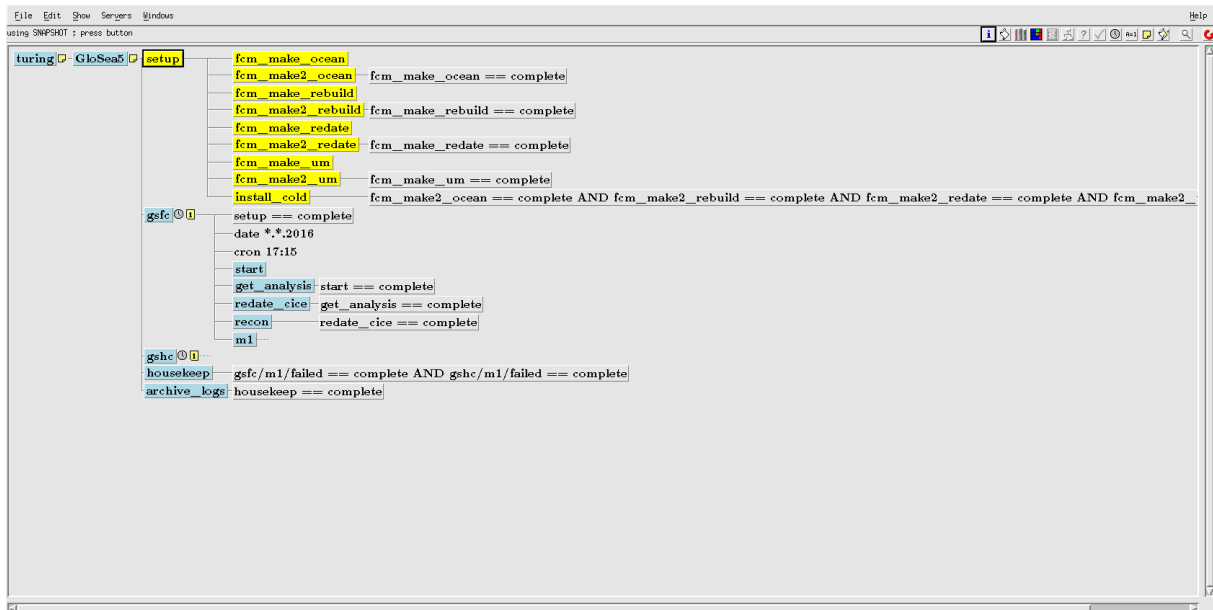 File Edit Show Servers Windows Help
using SNAPSHOT ; press button
turing GloSea5 setup fcm_make_ocean
fcm_make2_ocean fcm_make_ocean == complete
fcm_make_rebuild
fcm_make2_rebuild fcm_make_rebuild == complete
fcm_make_redate
fcm_make2_redate fcm_make_redate == complete
fcm_make_um
fcm_make2_um fcm_make_um == complete
install_cold fcm_make2_ocean == complete AND fcm_make2_rebuild == complete AND fcm_make2_redate == complete AND fcm_make2_
gsfc setup == complete
date *.*.2016
cron 17:15
start
get_analysis start == complete
redate_cice get_analysis == complete
recon redate_cice == complete
m1
gshc
housekeep gsfc/m1/failed == complete AND gshc/m1/failed == complete
archive_logs housekeep == complete